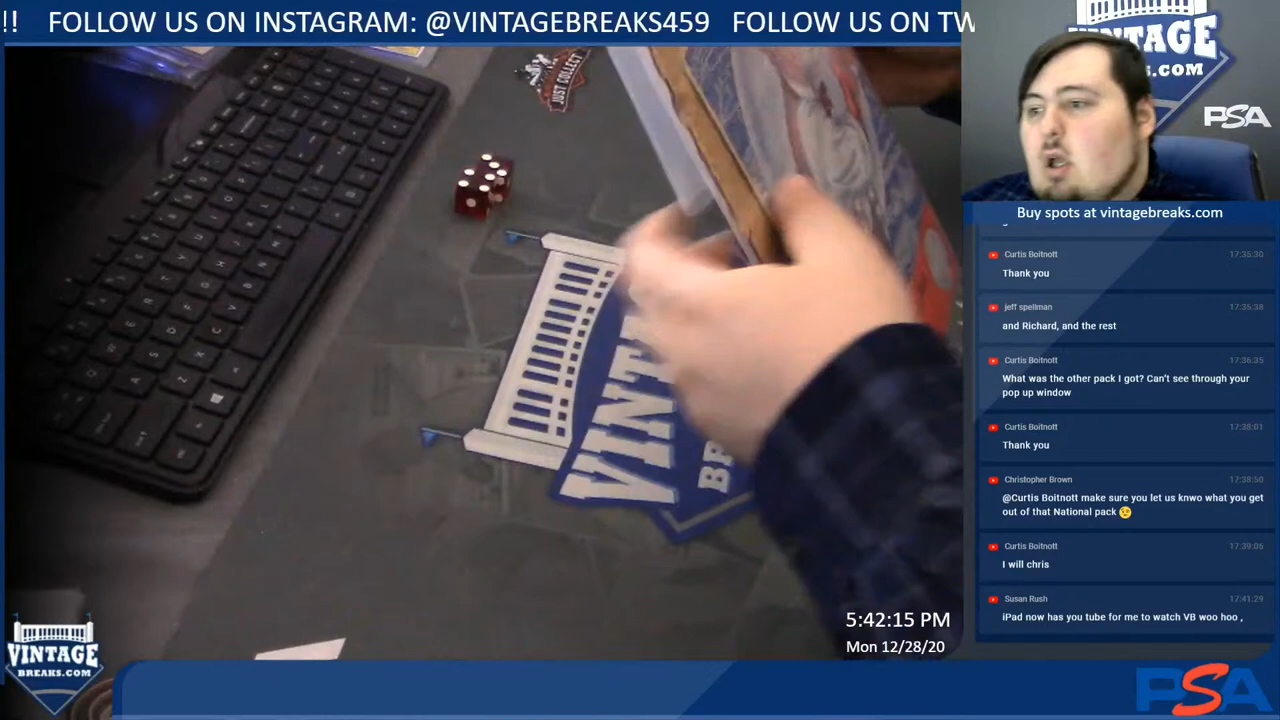 !! FOLLOW US ON INSTAGRAM: @VINTAGEBREAKS459 FOLLOW US ON TW
VINTAGE
BREAKS.COM
PSA
JUST COLLECT
Buy spots at vintagebreaks.com
Curtis Boitnott 17:35:30
Thank you
jeff spellman 17:35:38
and Richard, and the rest
Curtis Boitnott 17:36:35
What was the other pack I got? Can't see through your
pop up window
Curtis Boitnott 17:38:01
Thank you
Christopher Brown 17:38:50
@Curtis Boitnott make sure you let us knwo what you get
out of that National pack 🤨
Curtis Boitnott 17:39:06
I will chris
Susan Rush 17:41:29
iPad now has you tube for me to watch VB woo hoo ,
5:42:15 PM
Mon 12/28/20
VINTAGE
BREAKS.COM
PSA